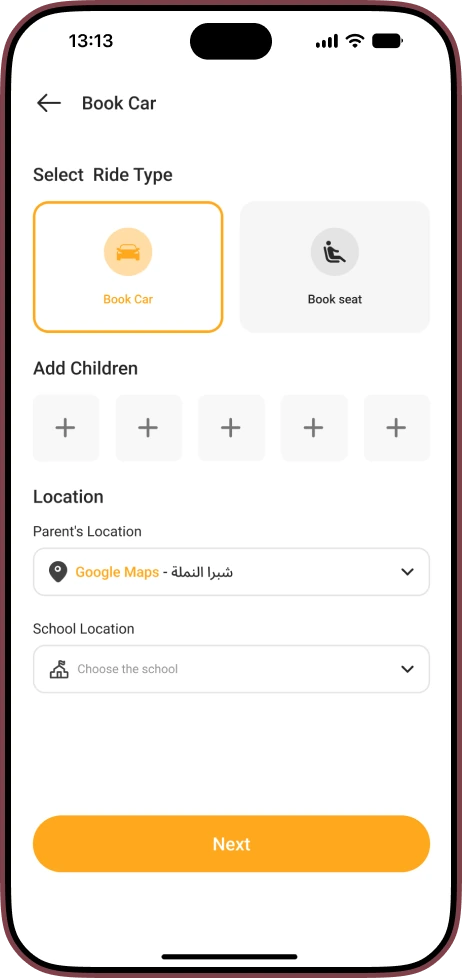 13:13
Book Car
Select Ride Type
Book Car
Book seat
Add Children
Location
Parent's Location
Google Maps - شبرا النملة
School Location
Choose the school
Next